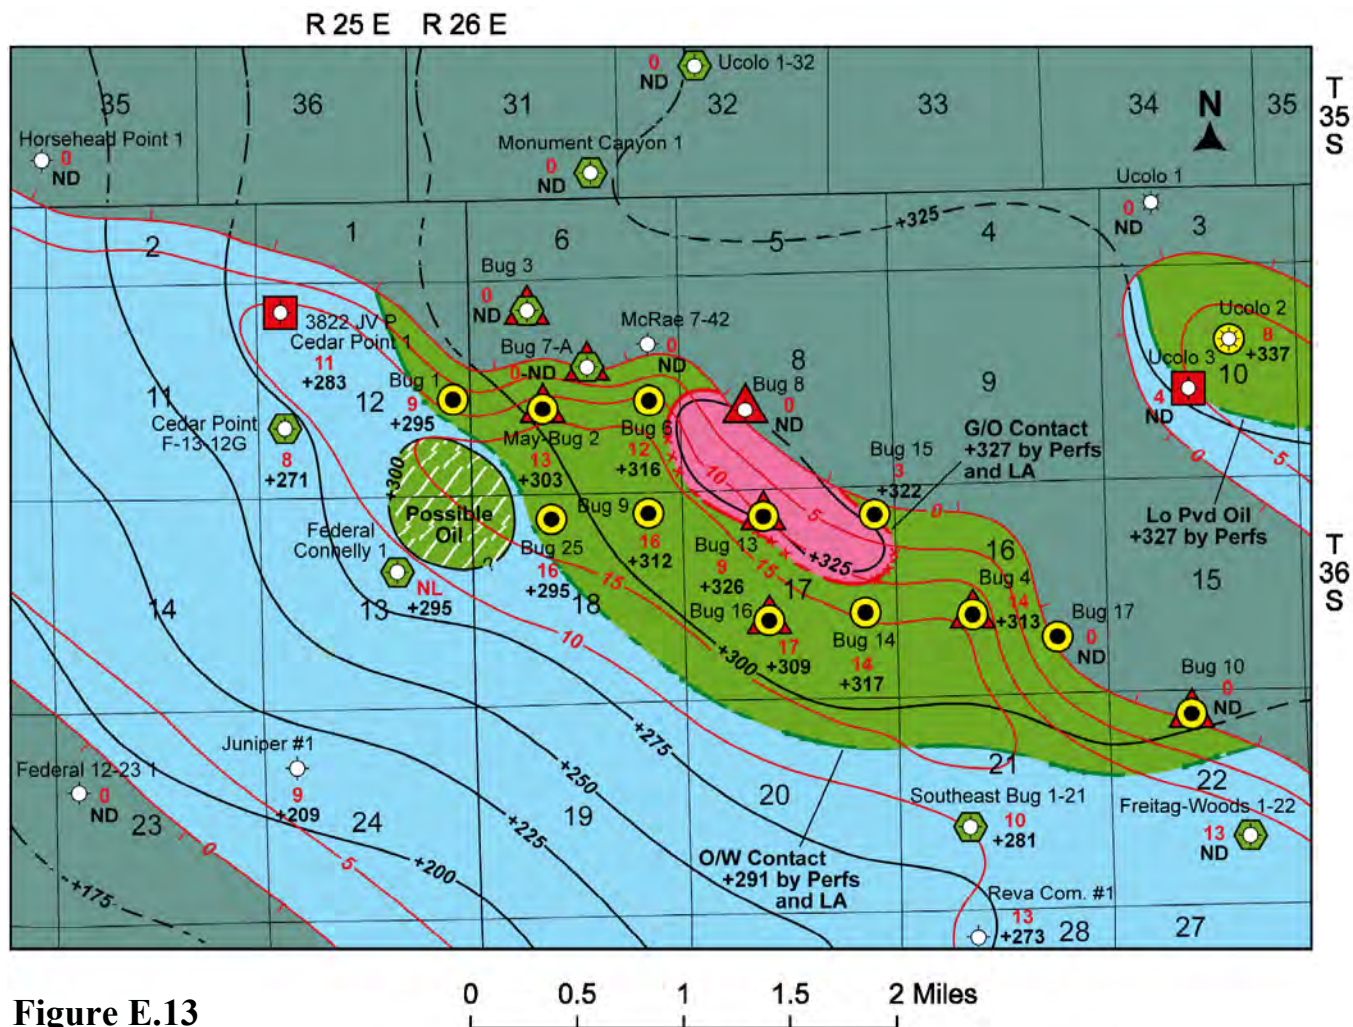 R 25 E R 26 E
35
36
31
32
33
34
35
N
T
35
S
Ucolo 1-32
0
ND
Horsehead Point 1
0
ND
Monument Canyon 1
0
ND
Ucolo 1
0
ND
+325
2
1
6
5
4
3
Bug 3
0
ND
McRae 7-42
0
ND
Bug 7-A
0-ND
3822 JV P
Cedar Point 1
11
+283
8
9
10
Ucolo 2
8
+337
Ucolo 3
4
ND
Bug 8
0
ND
11
12
Bug 1
9
+295
Cedar Point
F-13-12G
8
+271
May-Bug 2
13
+303
Bug 6
12
+316
10
5
G/O Contact
+327 by Perfs
and LA
Bug 15
3
+322
0
0
5
Lo Pvd Oil
+327 by Perfs
+300
Possible
Oil
?
Federal
Connelly 1
NL
+295
Bug 25
16
+295
Bug 9
16
+312
Bug 13
9
+326
+325
15
15
16
17
18
Bug 4
14
+313
15
T
36
S
14
13
Bug 16
17
+309
Bug 14
14
+317
Bug 17
0
ND
10
+300
Bug 10
0
ND
+275
+250
+225
+200
+175
Juniper #1
9
+209
Federal 12-23 1
0
ND
23
24
19
20
21
22
0
5
O/W Contact
+291 by Perfs
and LA
Southeast Bug 1-21
10
+281
Freitag-Woods 1-22
13
ND
Reva Com. #1
13
+273
28
27
Figure E.13
0 0.5 1 1.5 2 Miles